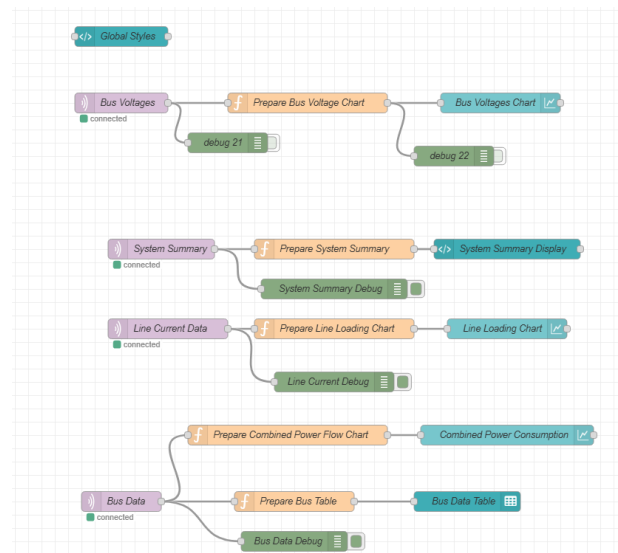 </> Global Styles
Bus Voltages
connected
Prepare Bus Voltage Chart
Bus Voltages Chart
debug 21
debug 22
System Summary
connected
Prepare System Summary
</> System Summary Display
System Summary Debug
Line Current Data
connected
Prepare Line Loading Chart
Line Loading Chart
Line Current Debug
Prepare Combined Power Flow Chart
Combined Power Consumption
Bus Data
connected
Prepare Bus Table
Bus Data Table
Bus Data Debug